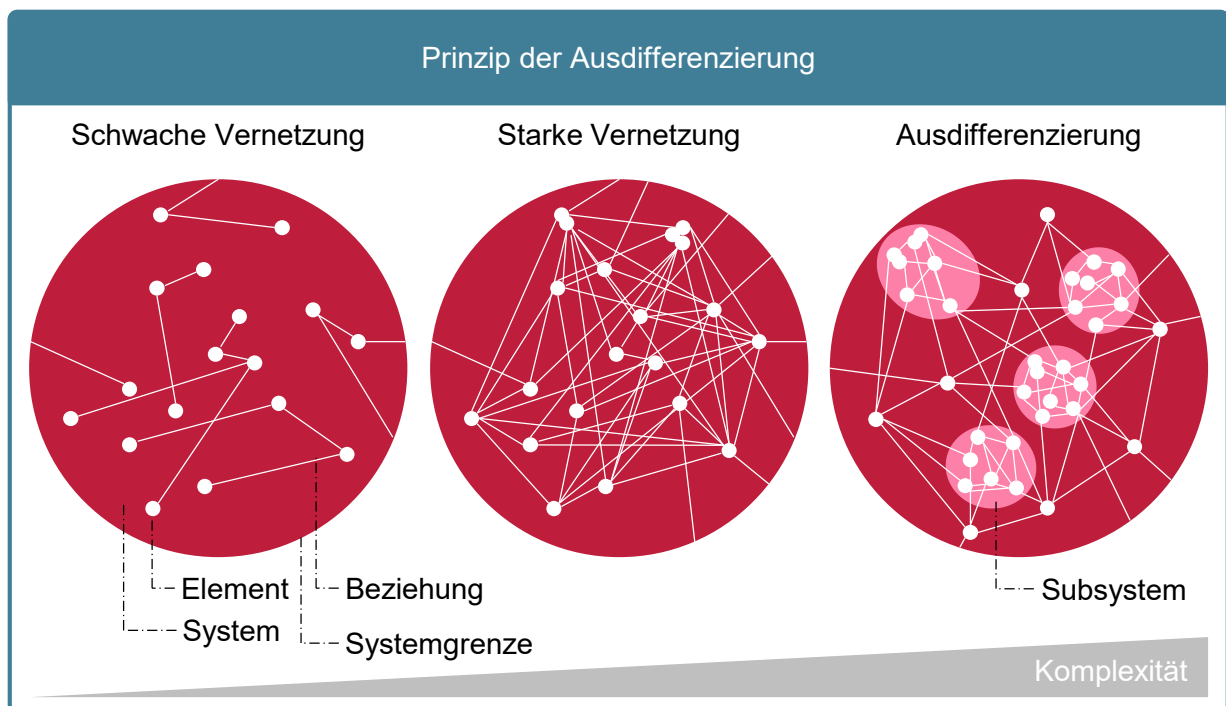 Prinzip der Ausdifferenzierung
Schwache Vernetzung
Starke Vernetzung
Ausdifferenzierung
Element
Beziehung
Subsystem
System
Systemgrenze
Komplexität